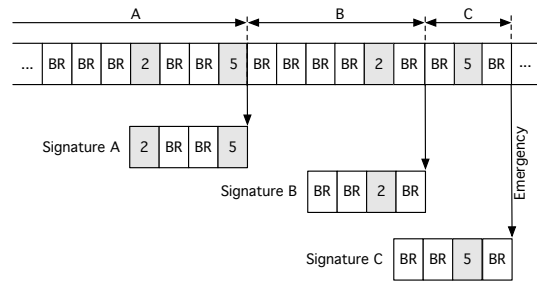 A B C
... BR BR BR 2 BR BR 5 BR BR BR BR 2 BR BR 5 BR ...
Signature A 2 BR BR 5
Emergency
Signature B BR BR 2 BR
Signature C BR BR 5 BR